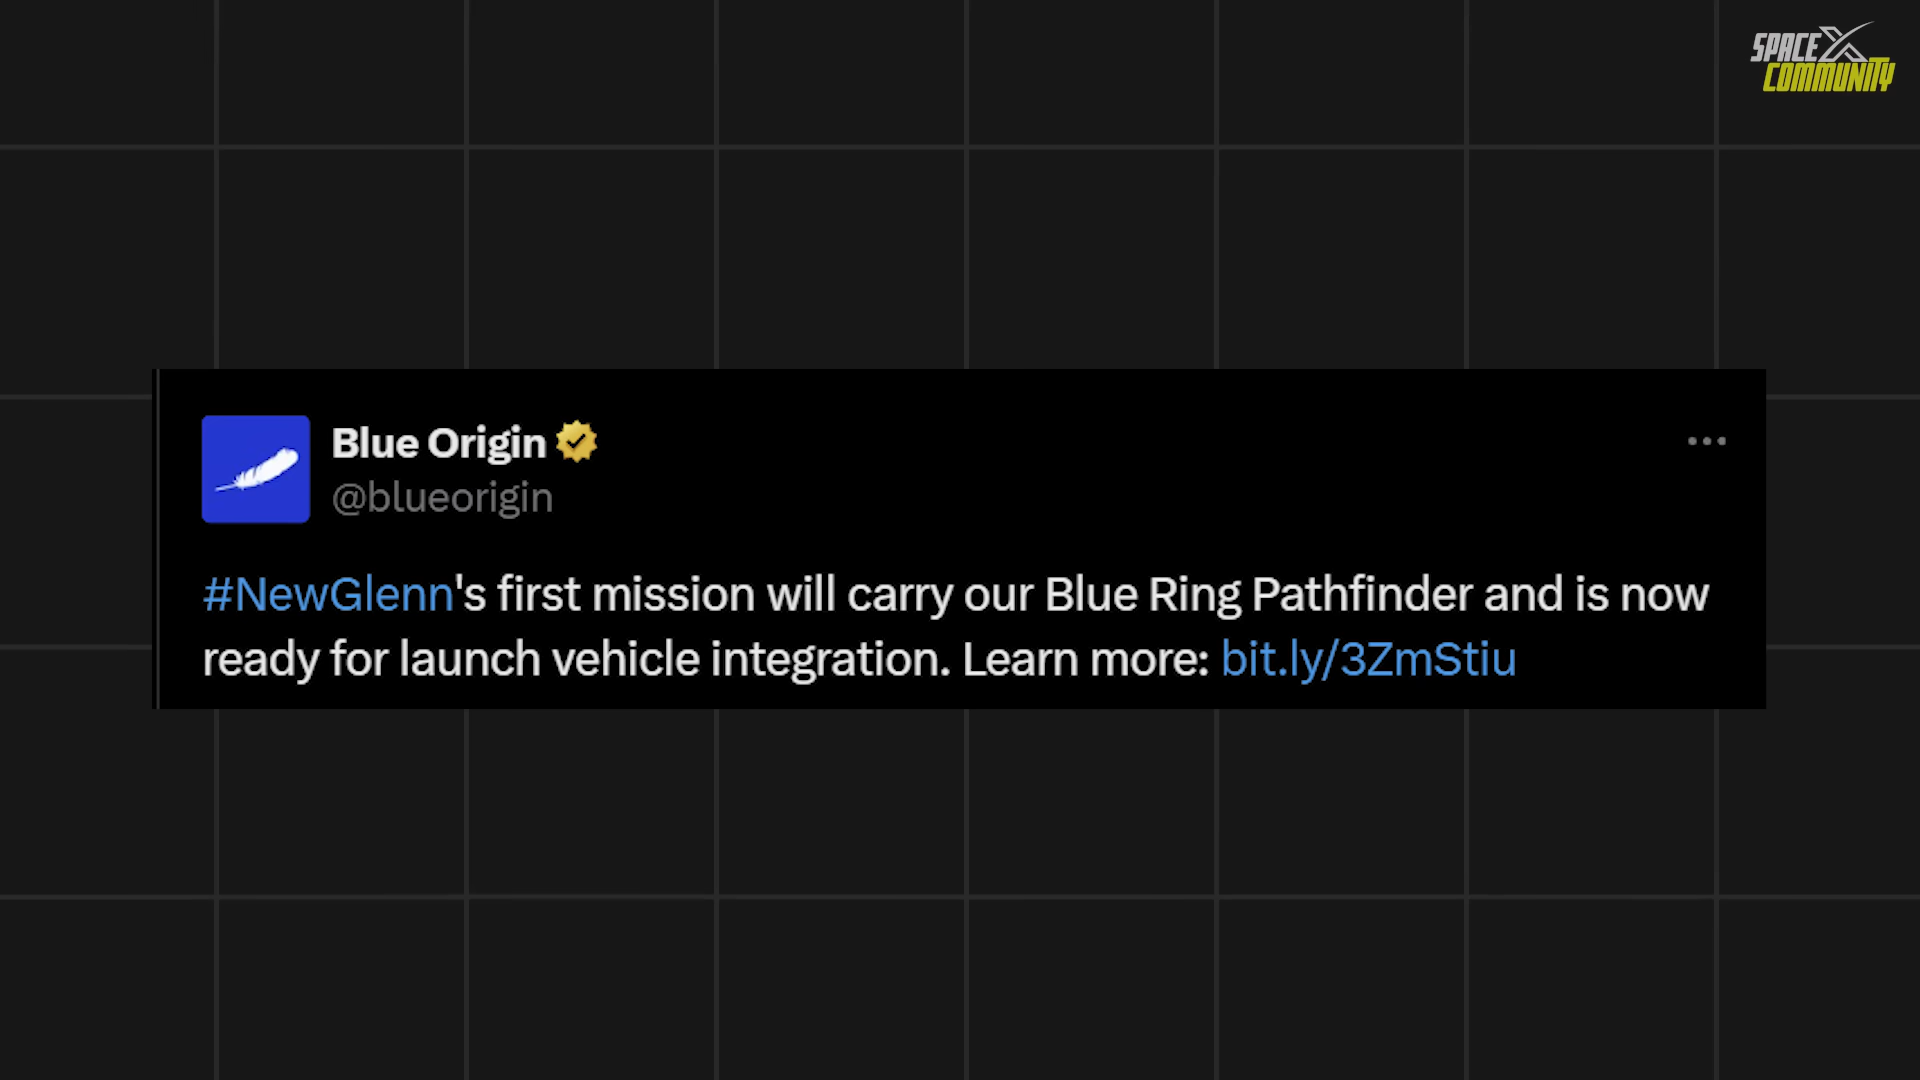 SPACEX
COMMUNITY
Blue Origin
@blueorigin
#NewGlenn's first mission will carry our Blue Ring Pathfinder and is now
ready for launch vehicle integration. Learn more: bit.ly/3ZmStiu